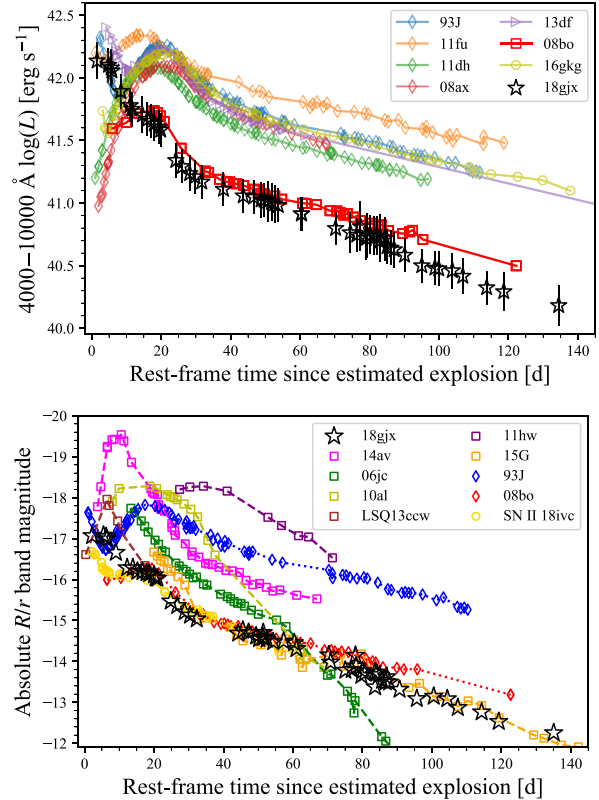 42.5
42.0
41.5
41.0
40.5
40.0
4000−10000 Å log(L) [erg s⁻¹]
93J
11fu
11dh
08ax
13df
08bo
16gkg
18gjx
0 20 40 60 80 100 120 140
Rest-frame time since estimated explosion [d]
−20
−19
−18
−17
−16
−15
−14
−13
−12
Absolute R/r band magnitude
18gjx
14av
06jc
10al
LSQ13ccw
11hw
15G
93J
08bo
SN II 18ivc
0 20 40 60 80 100 120 140
Rest-frame time since estimated explosion [d]